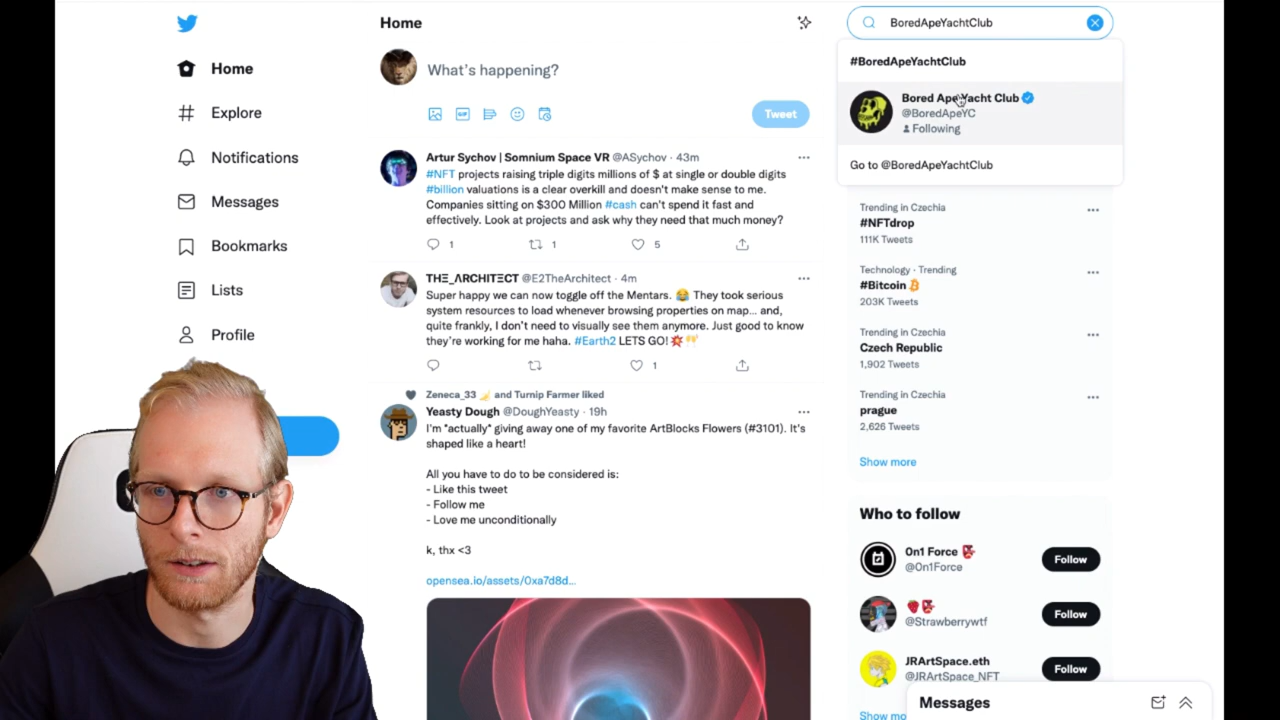 Home
Explore
Notifications
Messages
Bookmarks
Lists
Profile
Home
What's happening?
Tweet
Artur Sychov | Somnium Space VR @ASychov · 43m
#NFT projects raising triple digits millions of $ at single or double digits
#billion valuations is a clear overkill and doesn't make sense to me.
Companies sitting on $300 Million #cash can't spend it fast and
effectively. Look at projects and ask why they need that much money?
1 1 5
THΞ_ΛRCHITΞCT @E2TheArchitect · 4m
Super happy we can now toggle off the Mentars. 😂 They took serious
system resources to load whenever browsing properties on map... and,
quite frankly, I don't need to visually see them anymore. Just good to know
they're working for me haha. #Earth2 LETS GO!💥🙌
1
Zeneca_33 and Turnip Farmer liked
Yeasty Dough @DoughYeasty · 19h
I'm *actually* giving away one of my favorite ArtBlocks Flowers (#3101). It's
shaped like a heart!
All you have to do to be considered is:
- Like this tweet
- Follow me
- Love me unconditionally
k, thx <3
opensea.io/assets/0xa7d8d...
BoredApeYachtClub
#BoredApeYachtClub
Bored Ape Yacht Club
@BoredApeYC
Following
Go to @BoredApeYachtClub
Trending in Czechia
#NFTdrop
111K Tweets
Technology · Trending
#Bitcoin
203K Tweets
Trending in Czechia
Czech Republic
1,902 Tweets
Trending in Czechia
prague
2,626 Tweets
Show more
Who to follow
0n1 Force
@0n1Force
Follow
@Strawberrywtf
Follow
JRArtSpace.eth
@JRArtSpace_NFT
Follow
Show mo
Messages